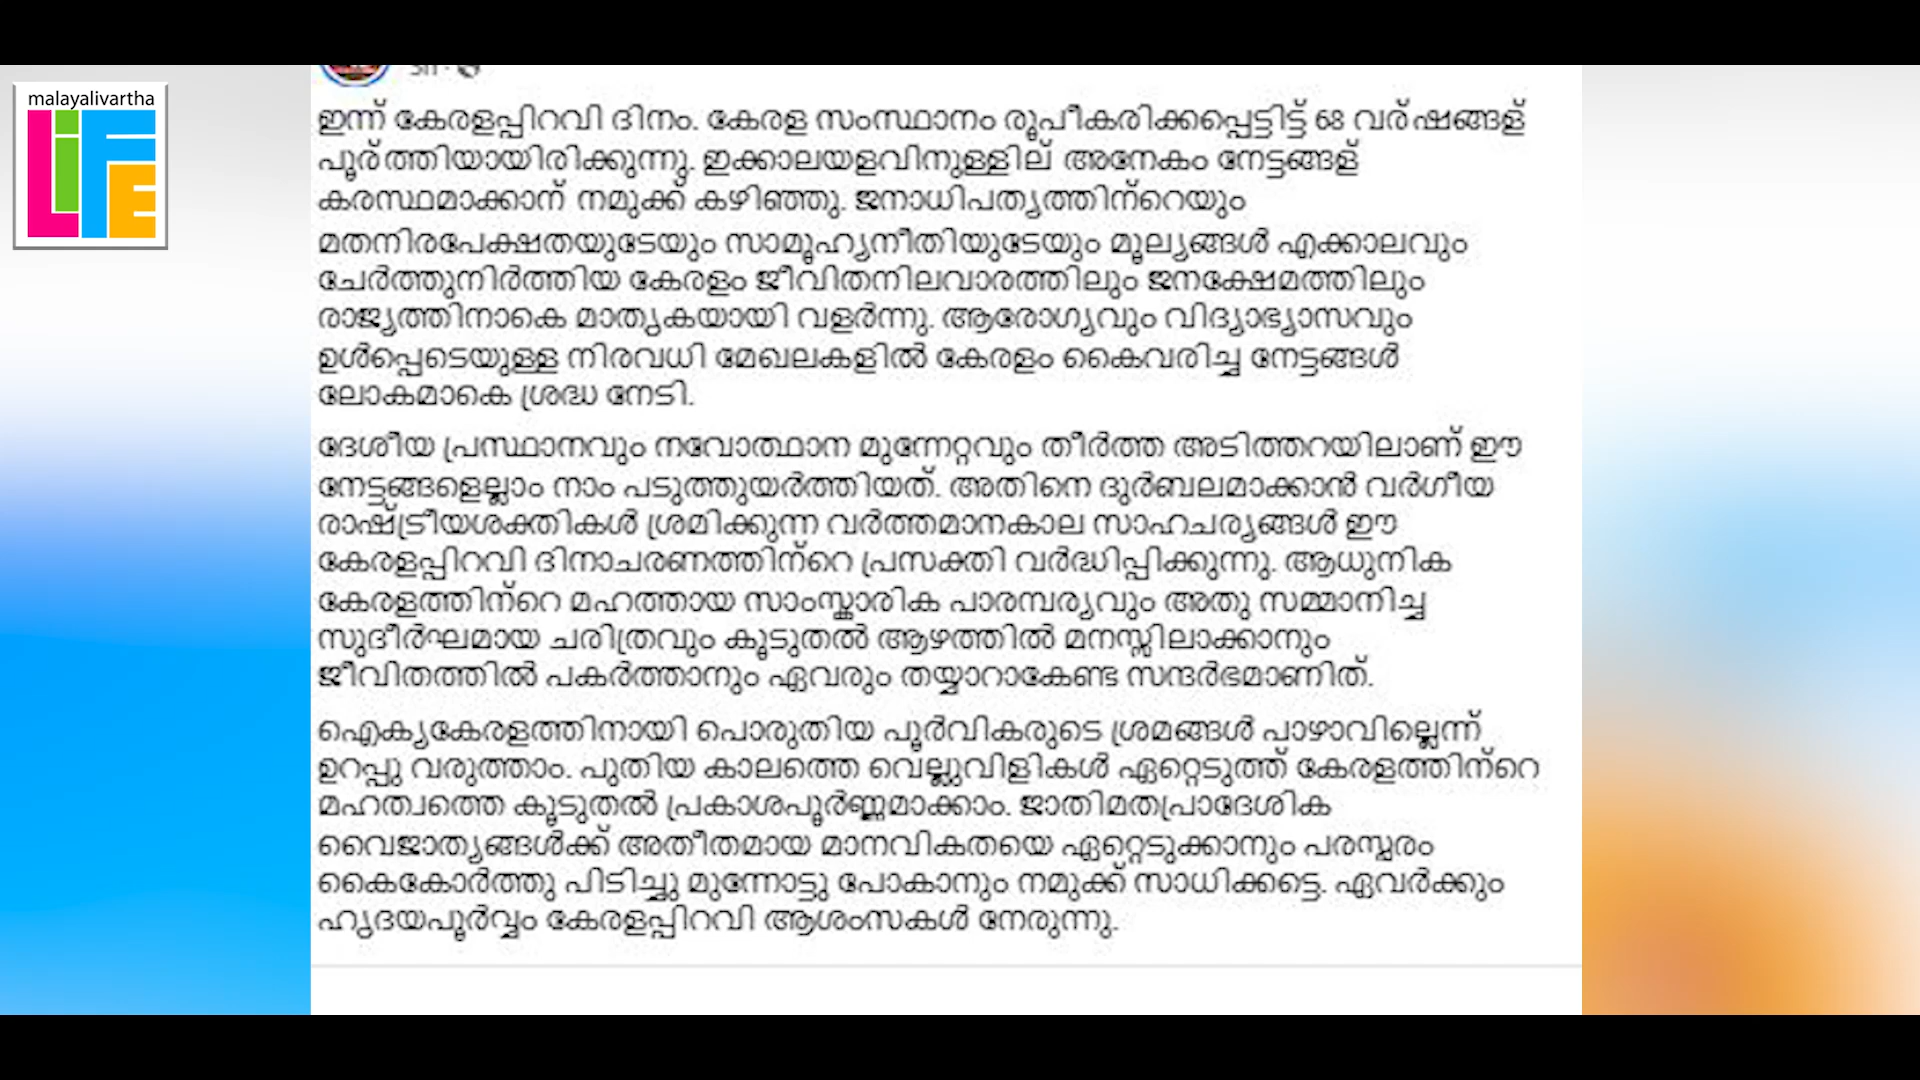 malayalivartha
LiFE
ഇന്ന് കേരളപ്പിറവി ദിനം. കേരള സംസ്ഥാനം രൂപീകരിക്കപ്പെട്ടിട്ട് 68 വര്ഷങ്ങള്
പൂര്ത്തിയായിരിക്കുന്നു. ഇക്കാലയളവിനുള്ളില് അനേകം നേട്ടങ്ങള്
കരസ്ഥമാക്കാന് നമുക്ക് കഴിഞ്ഞു. ജനാധിപത്യത്തിന്റെയും
മതനിരപേക്ഷതയുടേയും സാമൂഹ്യനീതിയുടേയും മൂല്യങ്ങൾ എക്കാലവും
ചേർത്തുനിർത്തിയ കേരളം ജീവിതനിലവാരത്തിലും ജനക്ഷേമത്തിലും
രാജ്യത്തിനാകെ മാതൃകയായി വളർന്നു. ആരോഗ്യവും വിദ്യാഭ്യാസവും
ഉൾപ്പെടെയുള്ള നിരവധി മേഖലകളിൽ കേരളം കൈവരിച്ച നേട്ടങ്ങൾ
ലോകമാകെ ശ്രദ്ധ നേടി.
ദേശീയ പ്രസ്ഥാനവും നവോത്ഥാന മുന്നേറ്റവും തീർത്ത അടിത്തറയിലാണ് ഈ
നേട്ടങ്ങളെല്ലാം നാം പടുത്തുയർത്തിയത്. അതിനെ ദുർബലമാക്കാൻ വർഗീയ
രാഷ്ട്രീയശക്തികൾ ശ്രമിക്കുന്ന വർത്തമാനകാല സാഹചര്യങ്ങൾ ഈ
കേരളപ്പിറവി ദിനാചരണത്തിന്റെ പ്രസക്തി വർദ്ധിപ്പിക്കുന്നു. ആധുനിക
കേരളത്തിന്റെ മഹത്തായ സാംസ്കാരിക പാരമ്പര്യവും അതു സമ്മാനിച്ച
സുദീർഘമായ ചരിത്രവും കൂടുതൽ ആഴത്തിൽ മനസ്സിലാക്കാനും
ജീവിതത്തിൽ പകർത്താനും ഏവരും തയ്യാറാകേണ്ട സന്ദർഭമാണിത്.
ഐക്യകേരളത്തിനായി പൊരുതിയ പൂർവികരുടെ ശ്രമങ്ങൾ പാഴാവില്ലെന്ന്
ഉറപ്പു വരുത്താം. പുതിയ കാലത്തെ വെല്ലുവിളികൾ ഏറ്റെടുത്ത് കേരളത്തിന്റെ
മഹത്വത്തെ കൂടുതൽ പ്രകാശപൂർണ്ണമാക്കാം. ജാതിമതപ്രാദേശിക
വൈജാത്യങ്ങൾക്ക് അതീതമായ മാനവികതയെ ഏറ്റെടുക്കാനും പരസ്പരം
കൈകോർത്തു പിടിച്ചു മുന്നോട്ടു പോകാനും നമുക്ക് സാധിക്കട്ടെ. ഏവർക്കും
ഹൃദയപൂർവ്വം കേരളപ്പിറവി ആശംസകൾ നേരുന്നു.